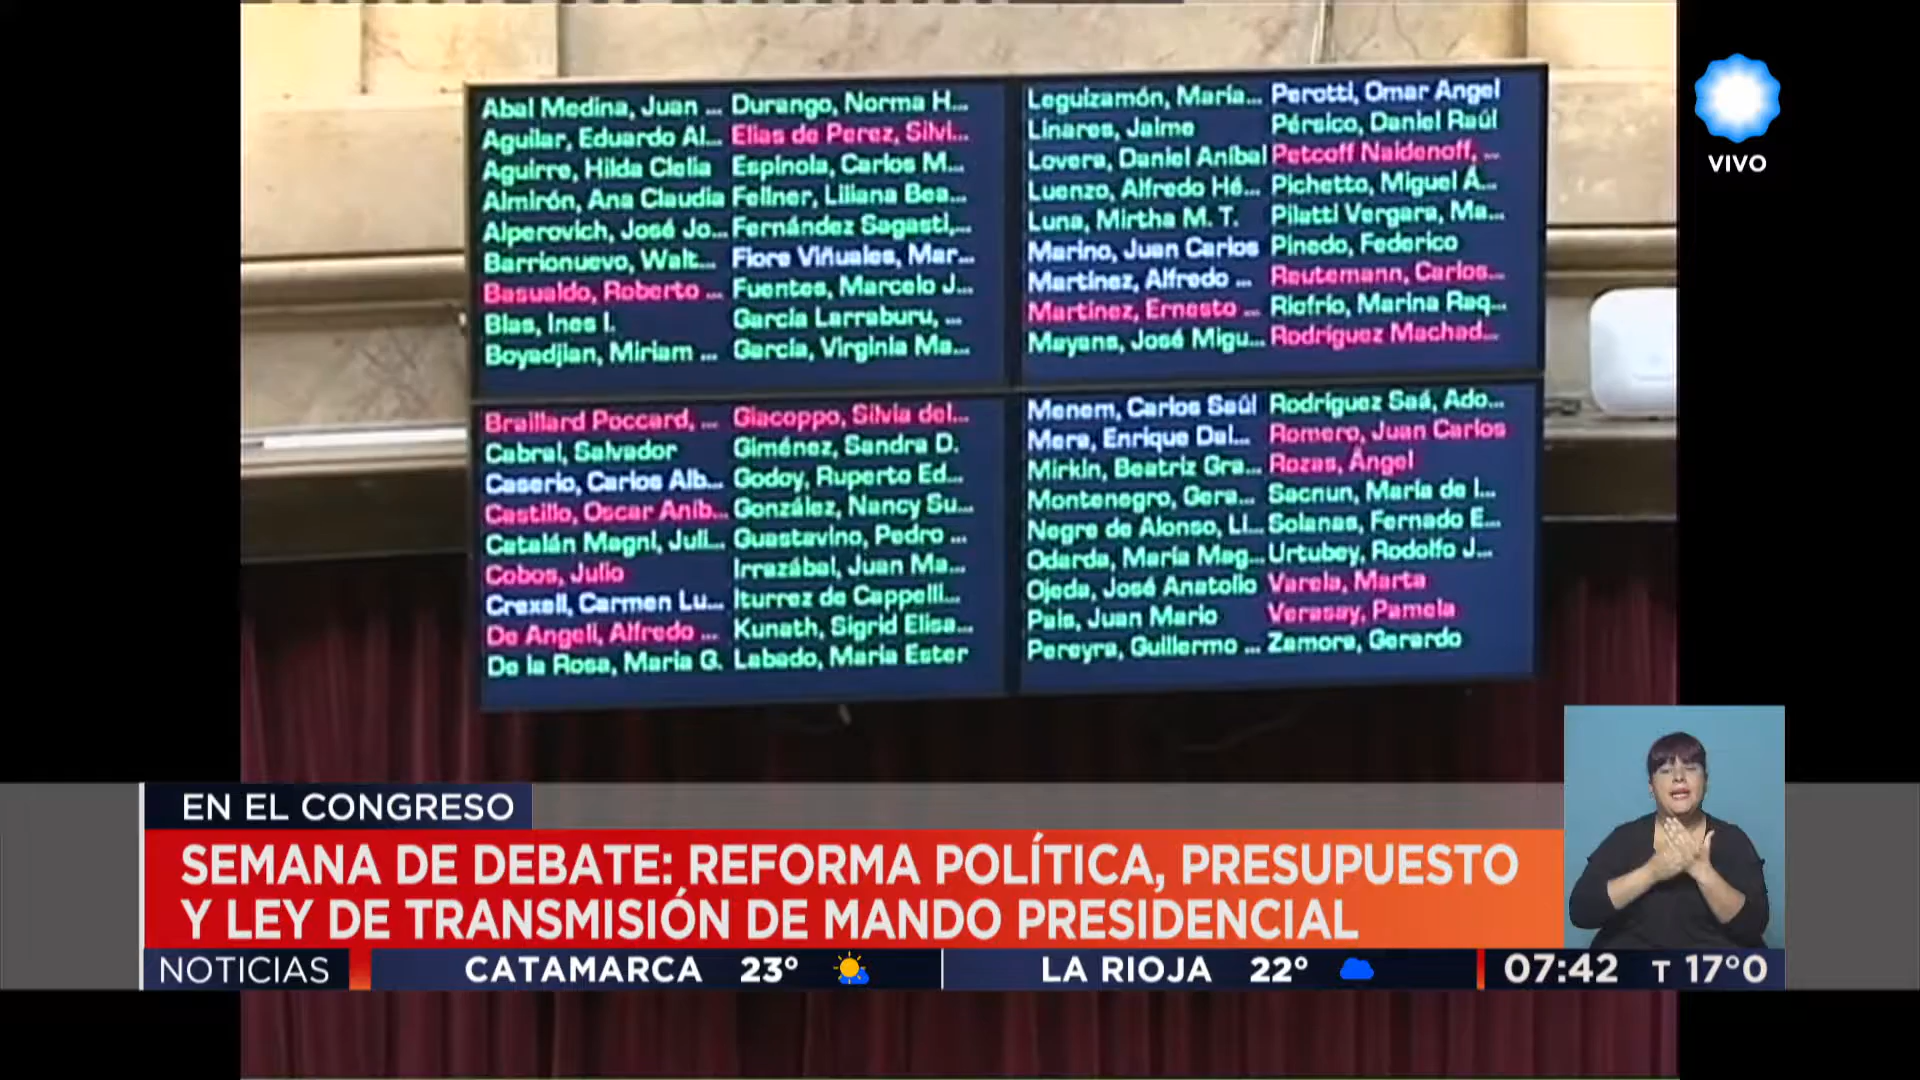 VIVO
Abal Medina, Juan ... Durango, Norma H...
Aguilar, Eduardo Al... Elias de Perez, Silvi...
Aguirre, Hilda Clelia Espínola, Carlos M...
Almirón, Ana Claudia Fellner, Liliana Bea...
Alperovich, José Jo... Fernández Sagasti,...
Barrionuevo, Walt... Fiore Viñuales, Mar...
Basualdo, Roberto ... Fuentes, Marcelo J...
Blas, Ines I. García Larraburu, ...
Boyadjian, Miriam ... García, Virginia Ma...
Braillard Poccard, ... Giacoppo, Silvia del...
Cabral, Salvador Giménez, Sandra D.
Caserio, Carlos Alb... Godoy, Ruperto Ed...
Castillo, Oscar Anib... González, Nancy Su...
Catalán Magni, Juli... Guastavino, Pedro ...
Cobos, Julio Irrazábal, Juan Ma...
Crexell, Carmen Lu... Iturrez de Cappelli...
De Angeli, Alfredo ... Kunath, Sigrid Elisa...
De la Rosa, Maria G. Labado, Maria Ester
Leguizamón, María... Perotti, Omar Angel
Linares, Jaime Pérsico, Daniel Raúl
Lovera, Daniel Aníbal Petcoff Naidenoff, ...
Luenzo, Alfredo Hé... Pichetto, Miguel Á...
Luna, Mirtha M. T. Pilatti Vergara, Ma...
Marino, Juan Carlos Pinedo, Federico
Martínez, Alfredo ... Reutemann, Carlos...
Martínez, Ernesto ... Riofrio, Marina Raq...
Mayans, José Migu... Rodríguez Machad...
Menem, Carlos Saúl Rodríguez Saá, Ado...
Mera, Enrique Dal... Romero, Juan Carlos
Mirkin, Beatriz Gra... Rozas, Ángel
Montenegro, Gera... Sacnun, María de l...
Negre de Alonso, Li... Solanas, Fernado E...
Odarda, María Mag... Urtubey, Rodolfo J...
Ojeda, José Anatolio Varela, Marta
Pais, Juan Mario Verasay, Pamela
Pereyra, Guillermo ... Zamora, Gerardo
EN EL CONGRESO
SEMANA DE DEBATE: REFORMA POLÍTICA, PRESUPUESTO
Y LEY DE TRANSMISIÓN DE MANDO PRESIDENCIAL
NOTICIAS CATAMARCA 23° LA RIOJA 22° 07:42 T 17°0